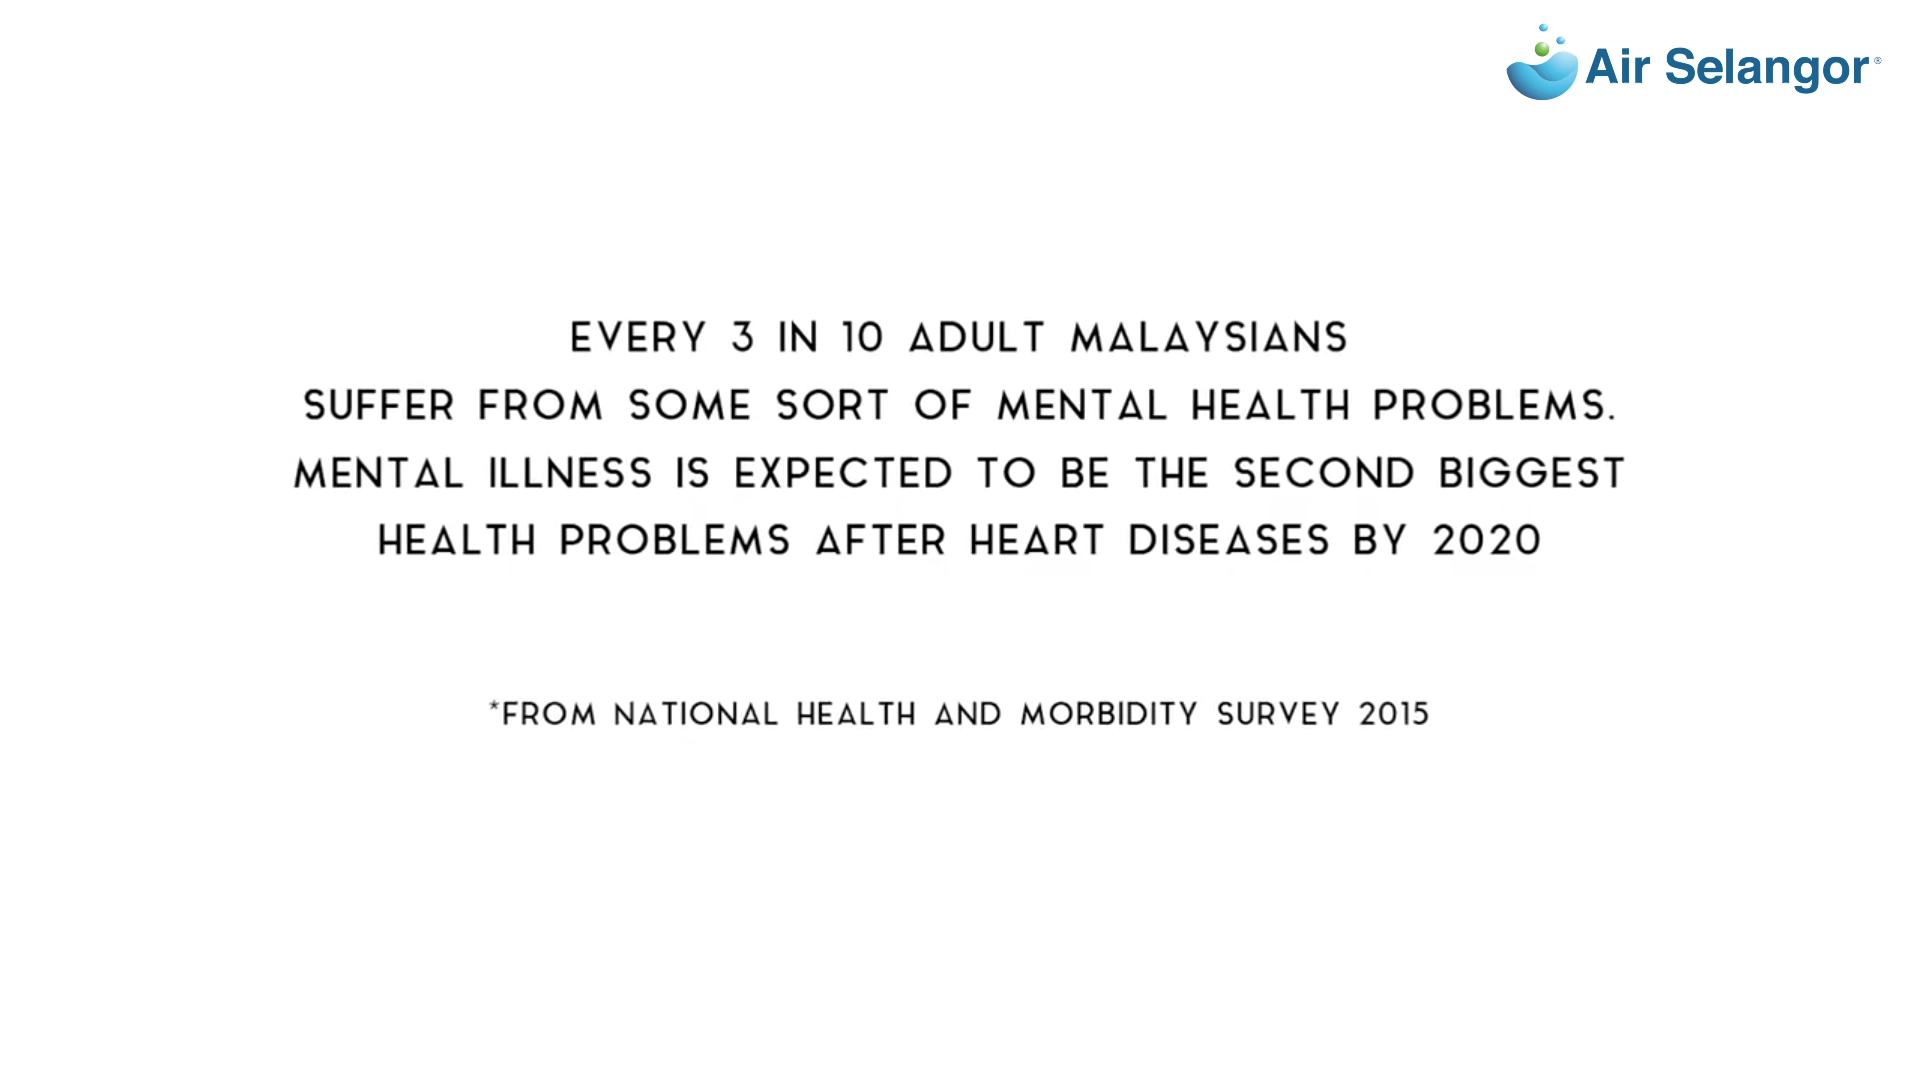 Air Selangor®
EVERY 3 IN 10 ADULT MALAYSIANS
SUFFER FROM SOME SORT OF MENTAL HEALTH PROBLEMS.
MENTAL ILLNESS IS EXPECTED TO BE THE SECOND BIGGEST
HEALTH PROBLEMS AFTER HEART DISEASES BY 2020
*FROM NATIONAL HEALTH AND MORBIDITY SURVEY 2015